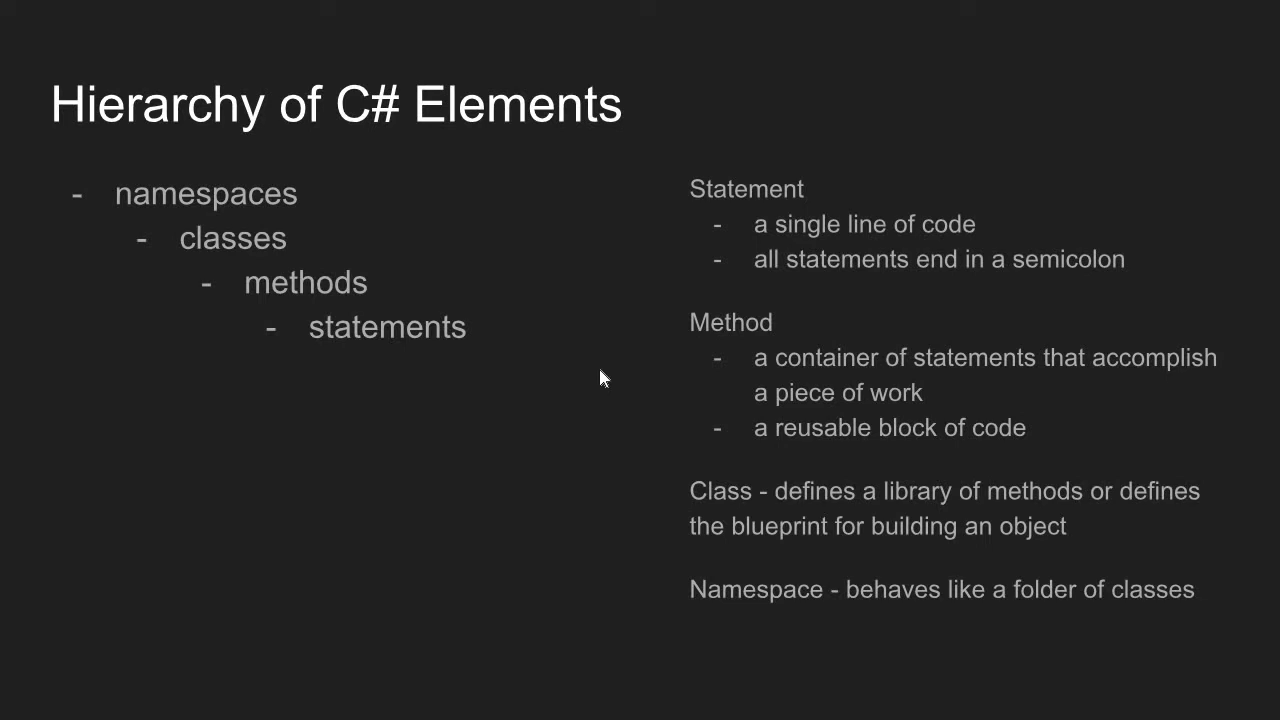 Hierarchy of C# Elements
- namespaces
- classes
- methods
- statements
Statement
- a single line of code
- all statements end in a semicolon
Method
- a container of statements that accomplish
a piece of work
- a reusable block of code
Class - defines a library of methods or defines
the blueprint for building an object
Namespace - behaves like a folder of classes